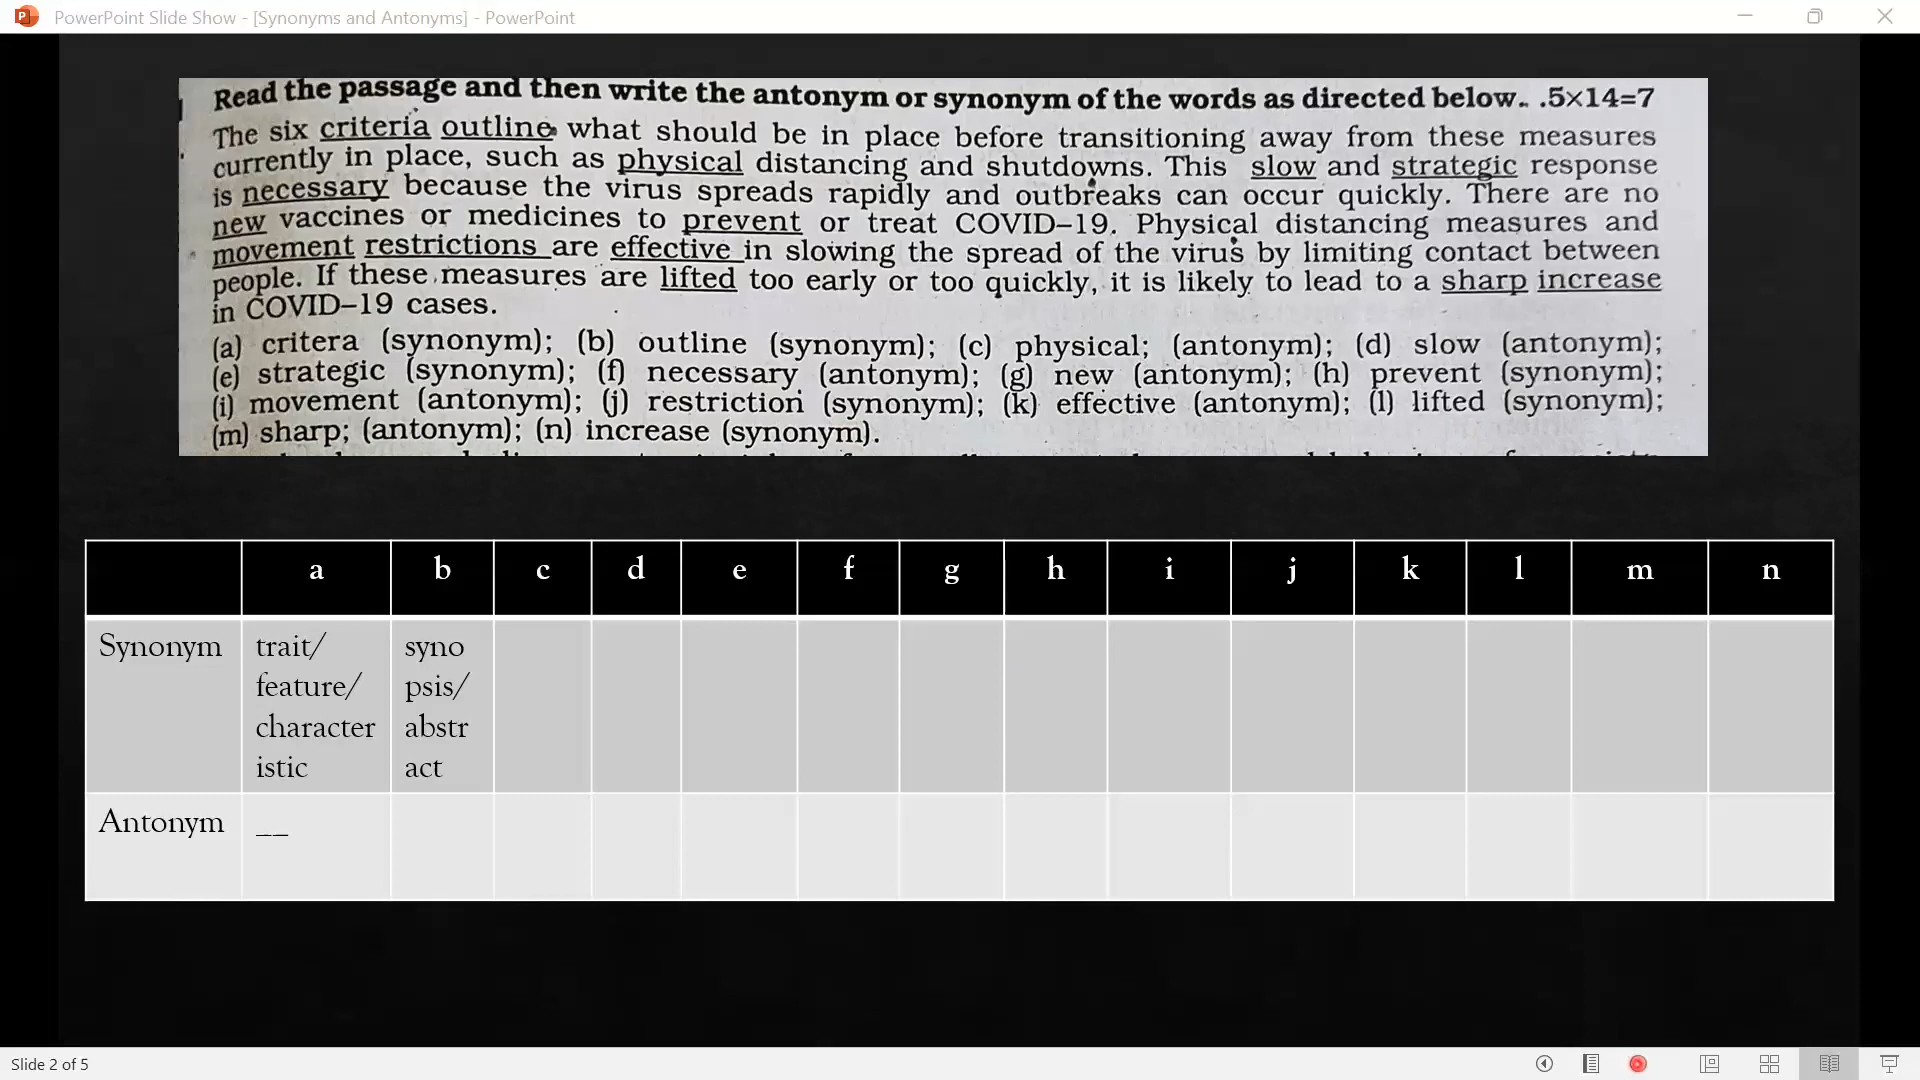 PowerPoint Slide Show - [Synonyms and Antonyms] - PowerPoint
Read the passage and then write the antonym or synonym of the words as directed below.. .5×14=7
The six criteria outline what should be in place before transitioning away from these measures
currently in place, such as physical distancing and shutdowns. This slow and strategic response
is necessary because the virus spreads rapidly and outbreaks can occur quickly. There are no
new vaccines or medicines to prevent or treat COVID–19. Physical distancing measures and
movement restrictions are effective in slowing the spread of the virus by limiting contact between
people. If these measures are lifted too early or too quickly, it is likely to lead to a sharp increase
in COVID–19 cases.
(a) critera (synonym); (b) outline (synonym); (c) physical; (antonym); (d) slow (antonym);
(e) strategic (synonym); (f) necessary (antonym); (g) new (antonym); (h) prevent (synonym);
(i) movement (antonym); (j) restriction (synonym); (k) effective (antonym); (l) lifted (synonym);
(m) sharp; (antonym); (n) increase (synonym).
a b c d e f g h i j k l m n
Synonym trait/ syno
feature/ psis/
character abstr
istic act
Antonym __
Slide 2 of 5